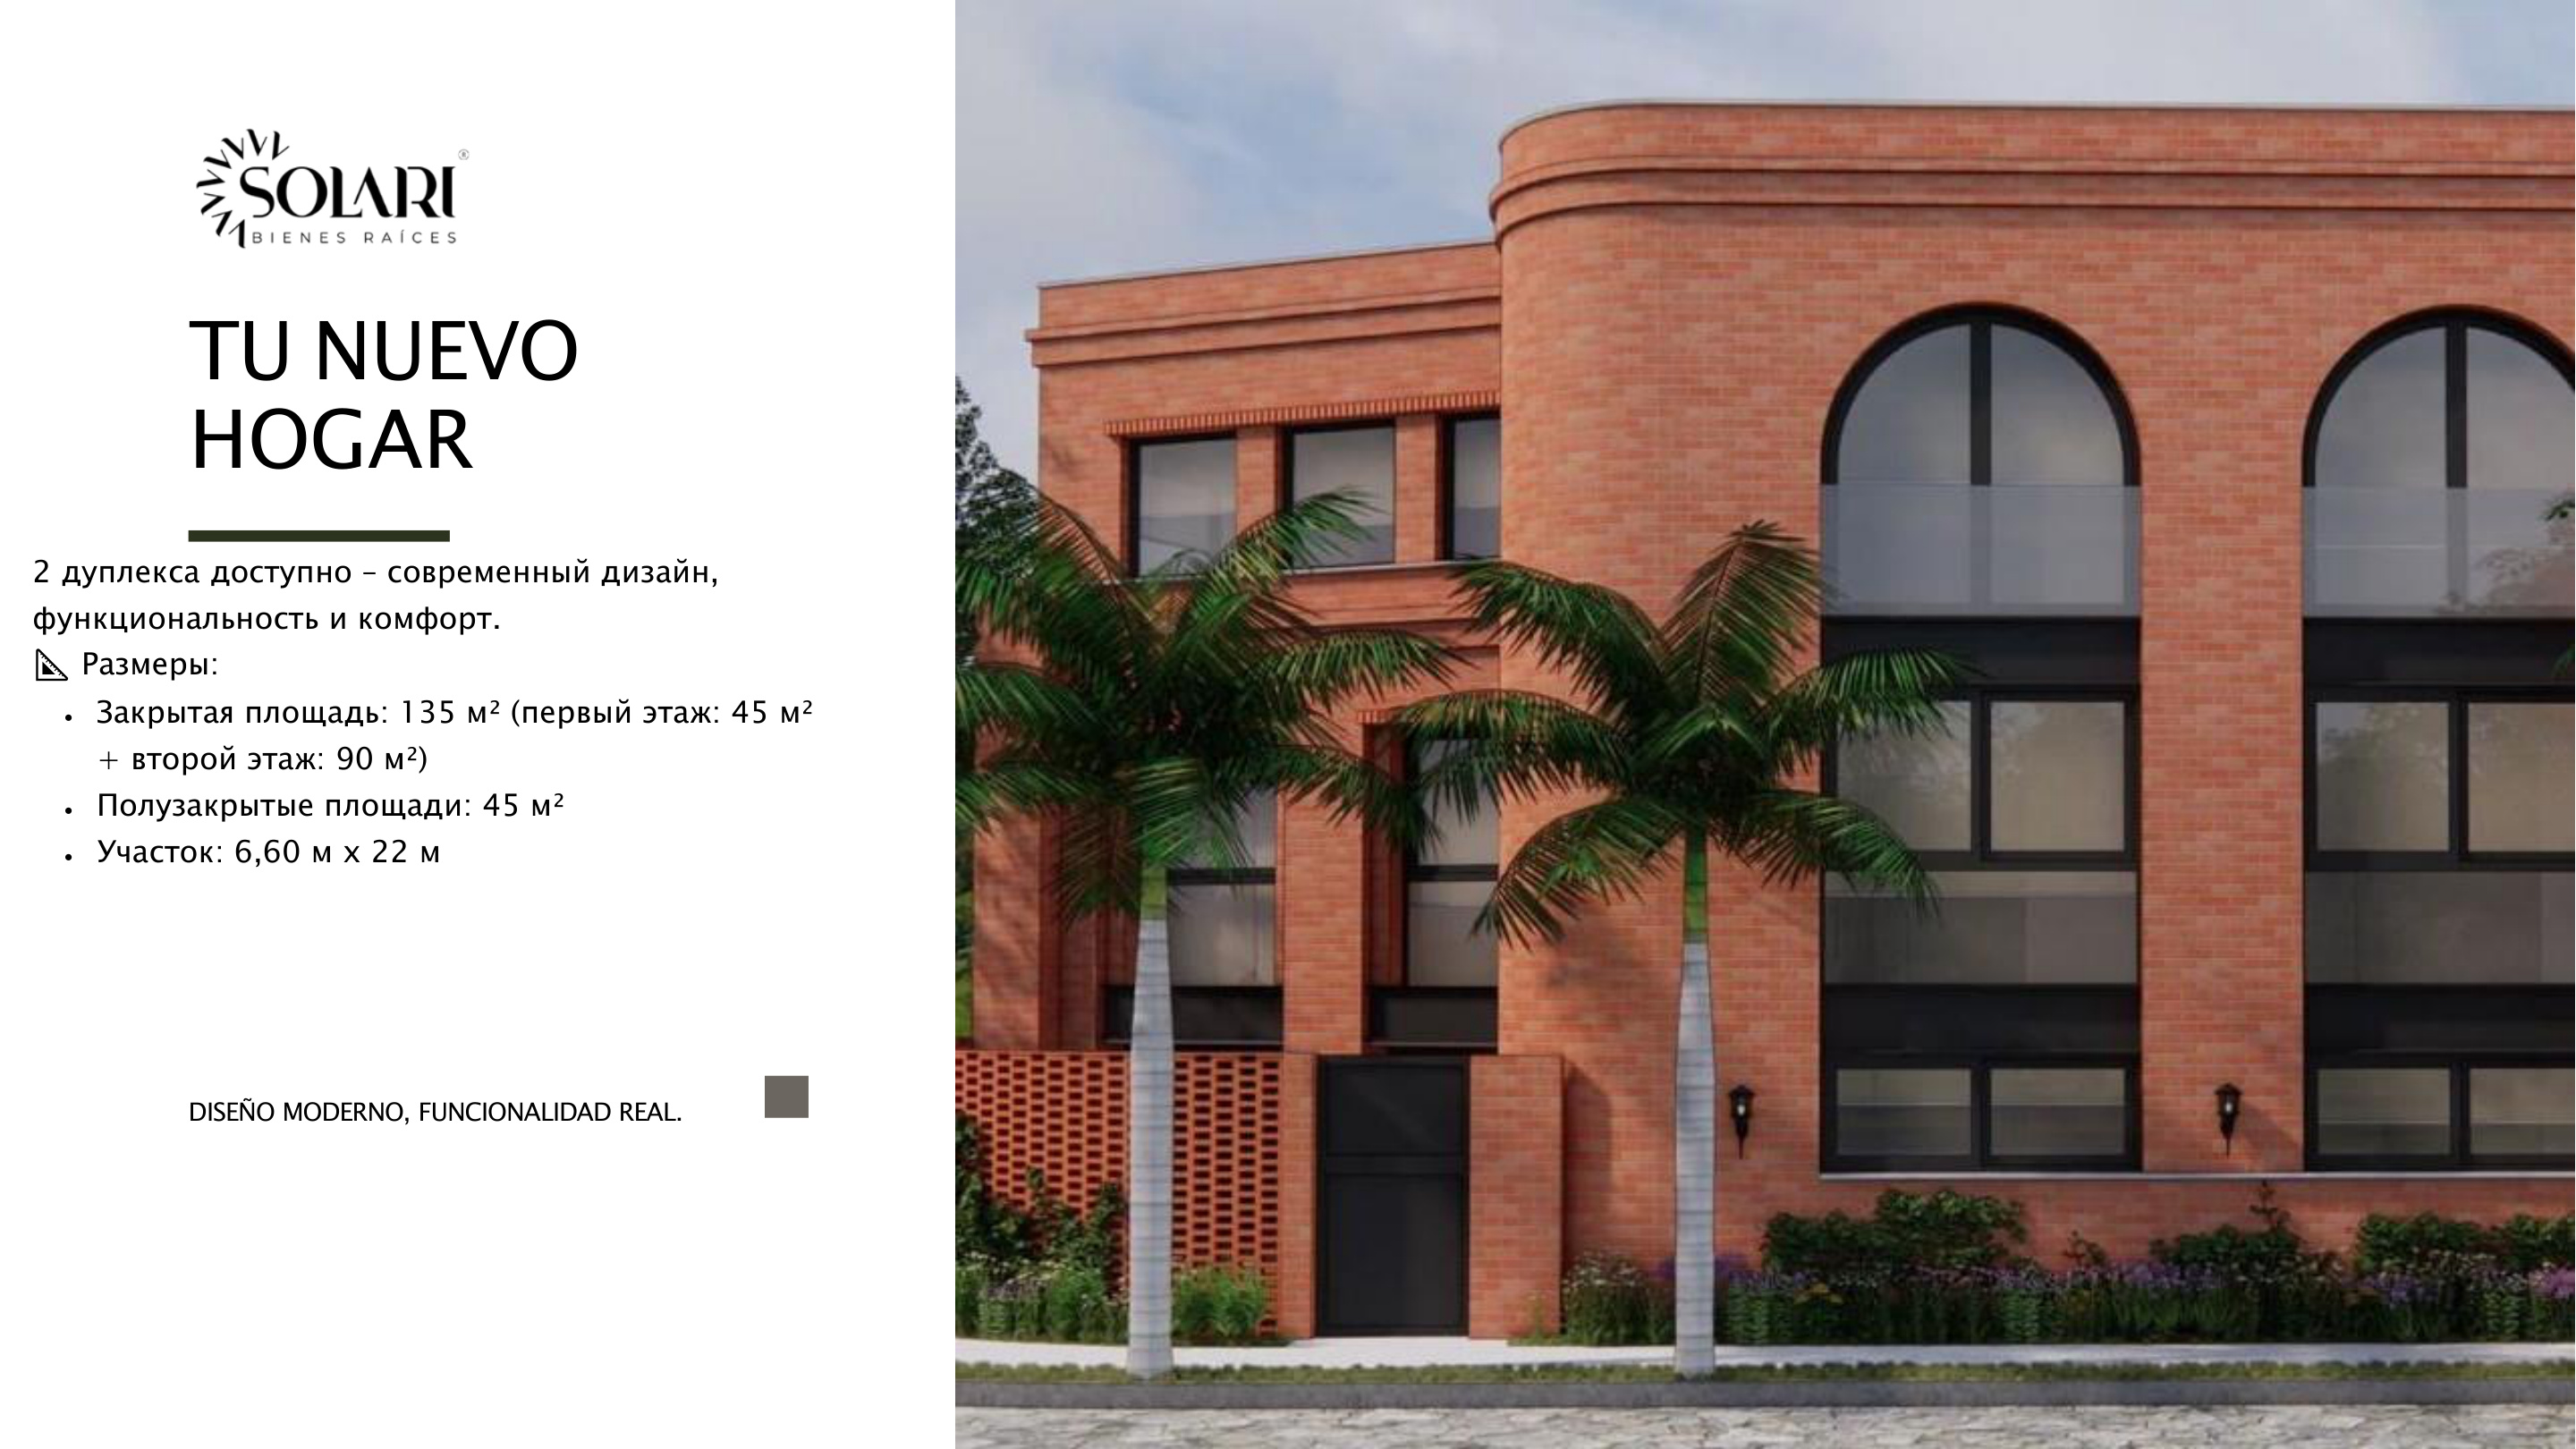 SOLARI®
BIENES RAÍCES
TU NUEVO
HOGAR
2 дуплекса доступно – современный дизайн,
функциональность и комфорт.
📐 Размеры:
• Закрытая площадь: 135 м² (первый этаж: 45 м²
+ второй этаж: 90 м²)
• Полузакрытые площади: 45 м²
• Участок: 6,60 м x 22 м
DISEÑO MODERNO, FUNCIONALIDAD REAL.